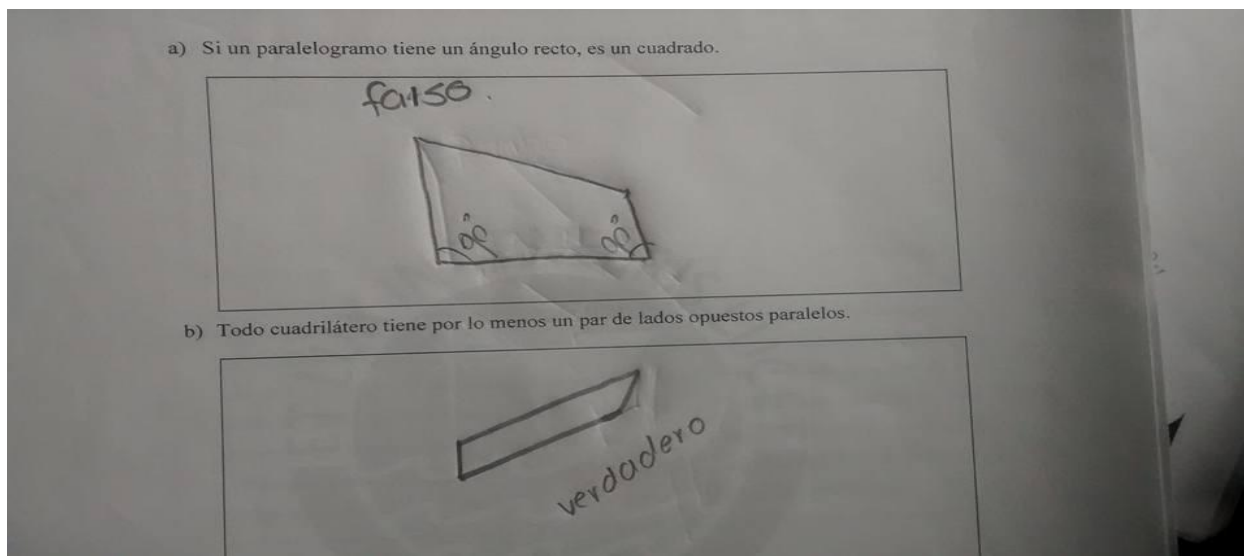 a) Si un paralelogramo tiene un ángulo recto, es un cuadrado.
falso.
90° 90°
b) Todo cuadrilátero tiene por lo menos un par de lados opuestos paralelos.
verdadero